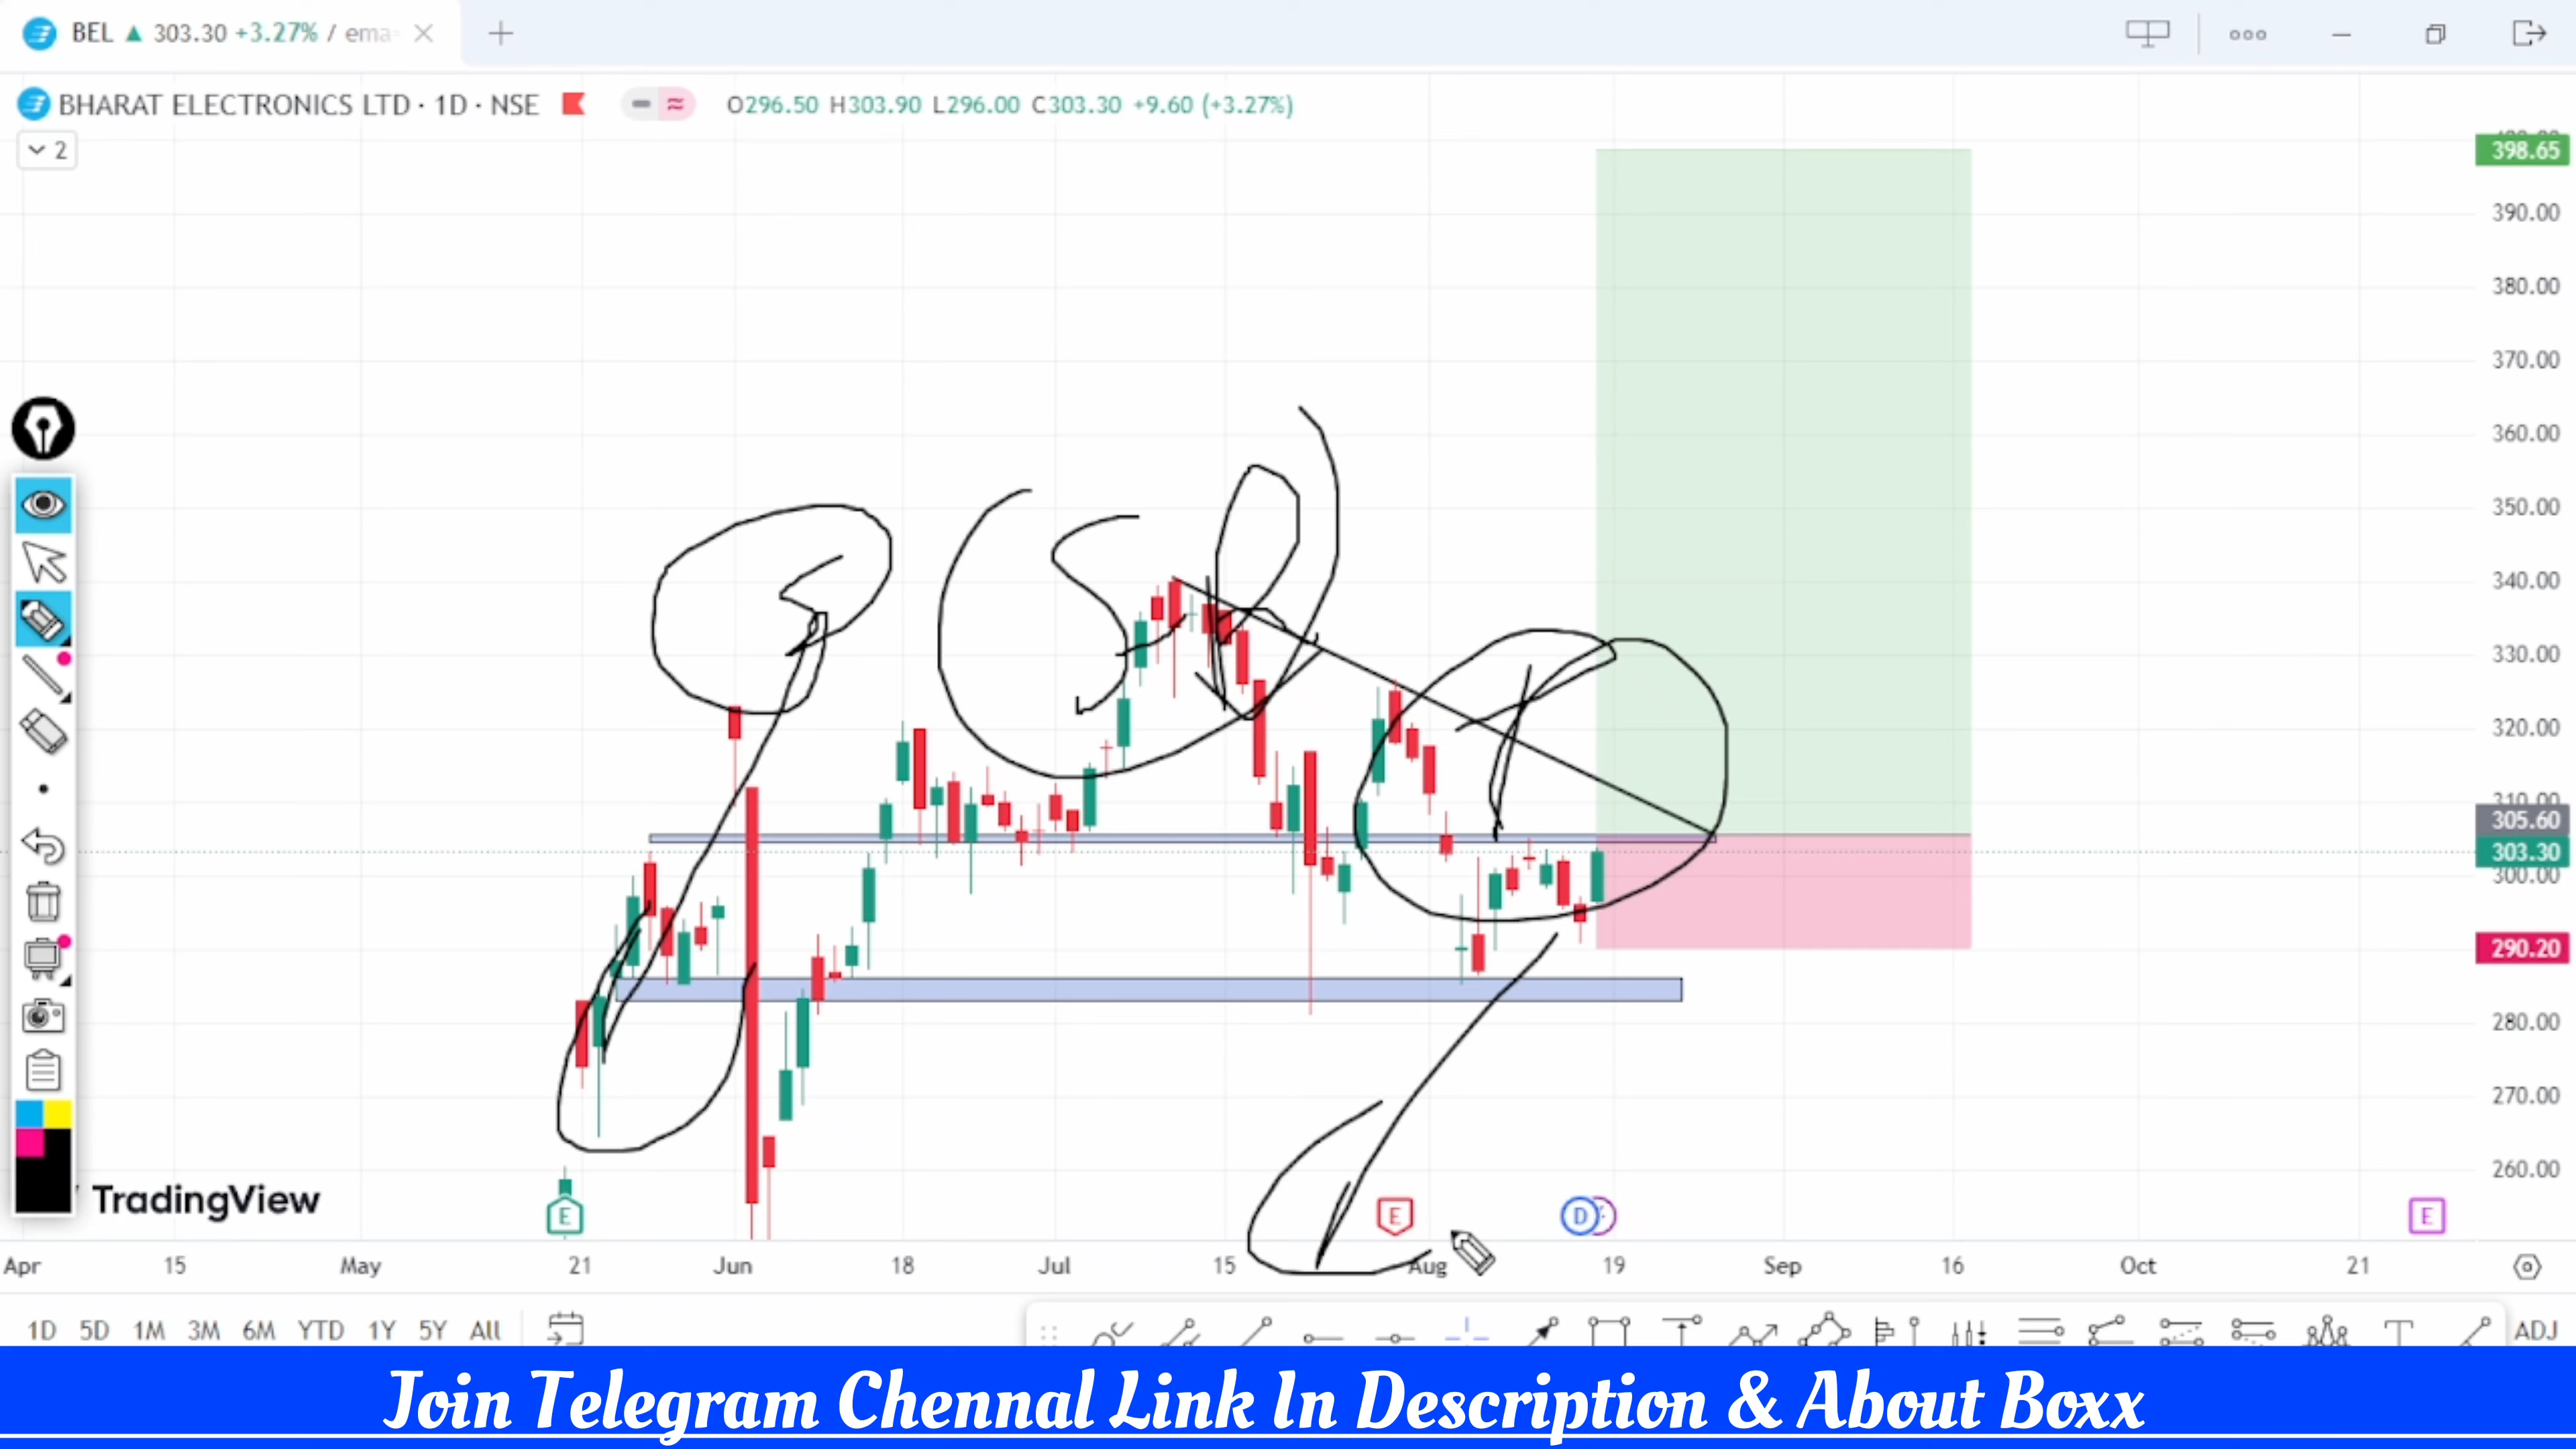 BEL ▲ 303.30 +3.27% / ema
BHARAT ELECTRONICS LTD · 1D · NSE O296.50 H303.90 L296.00 C303.30 +9.60 (+3.27%)
2
398.65
390.00
380.00
370.00
360.00
350.00
340.00
330.00
320.00
310.00
305.60
303.30
300.00
290.20
280.00
270.00
260.00
TradingView
E E D E
Apr 15 May 21 Jun 18 Jul 15 Aug 19 Sep 16 Oct 21
1D 5D 1M 3M 6M YTD 1Y 5Y All ADJ
Join Telegram Chennal Link In Description & About Boxx